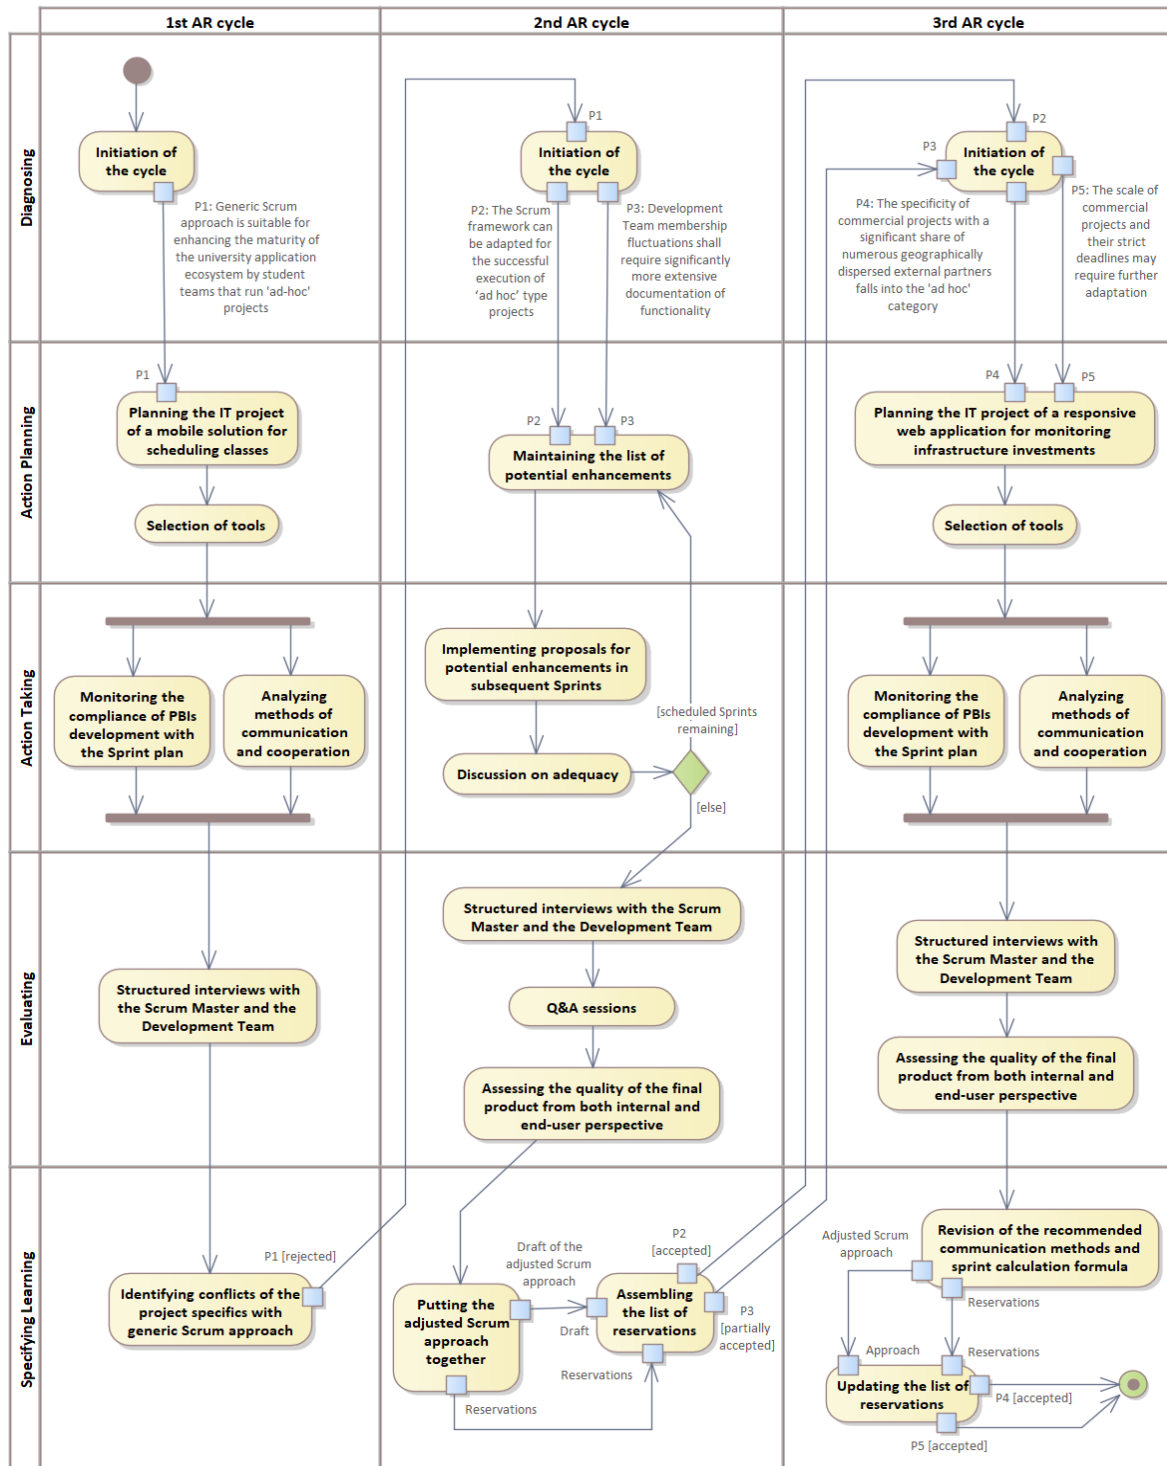 1st AR cycle
2nd AR cycle
3rd AR cycle
Diagnosing
Initiation of
the cycle
P1: Generic Scrum
approach is suitable for
enhancing the maturity of
the university application
ecosystem by student
teams that run 'ad-hoc'
projects
P1
Initiation of
the cycle
P2: The Scrum
framework can
be adapted for
the successful
execution of
‘ad hoc’ type
projects
P3: Development
Team membership
fluctuations shall
require significantly
more extensive
documentation of
functionality
P2
P3
Initiation of
the cycle
P4: The specificity of
commercial projects with a
significant share of
numerous geographically
dispersed external partners
falls into the 'ad hoc'
category
P5: The scale of
commercial
projects and
their strict
deadlines may
require further
adaptation
Action Planning
P1
Planning the IT project
of a mobile solution for
scheduling classes
Selection of tools
P2
P3
Maintaining the list of
potential enhancements
P4
P5
Planning the IT project of a responsive
web application for monitoring
infrastructure investments
Selection of tools
Action Taking
Monitoring the
compliance of PBIs
development with
the Sprint plan
Analyzing
methods of
communication
and cooperation
Implementing proposals for
potential enhancements in
subsequent Sprints
[scheduled Sprints
remaining]
Discussion on adequacy
[else]
Monitoring the
compliance of PBIs
development with
the Sprint plan
Analyzing
methods of
communication
and cooperation
Evaluating
Structured interviews with
the Scrum Master and the
Development Team
Structured interviews with the Scrum
Master and the Development Team
Q&A sessions
Assessing the quality of the final
product from both internal and
end-user perspective
Structured interviews with
the Scrum Master and the
Development Team
Assessing the quality of the final
product from both internal and
end-user perspective
Specifying Learning
P1 [rejected]
Identifying conflicts of the
project specifics with
generic Scrum approach
Putting the
adjusted Scrum
approach
together
Draft of the
adjusted Scrum
approach
Draft
Reservations
Reservations
P2
[accepted]
Assembling
the list of
reservations
P3
[partially
accepted]
Adjusted Scrum
approach
Revision of the recommended
communication methods and
sprint calculation formula
Reservations
Approach
Reservations
Updating the list of
reservations
P4 [accepted]
P5 [accepted]